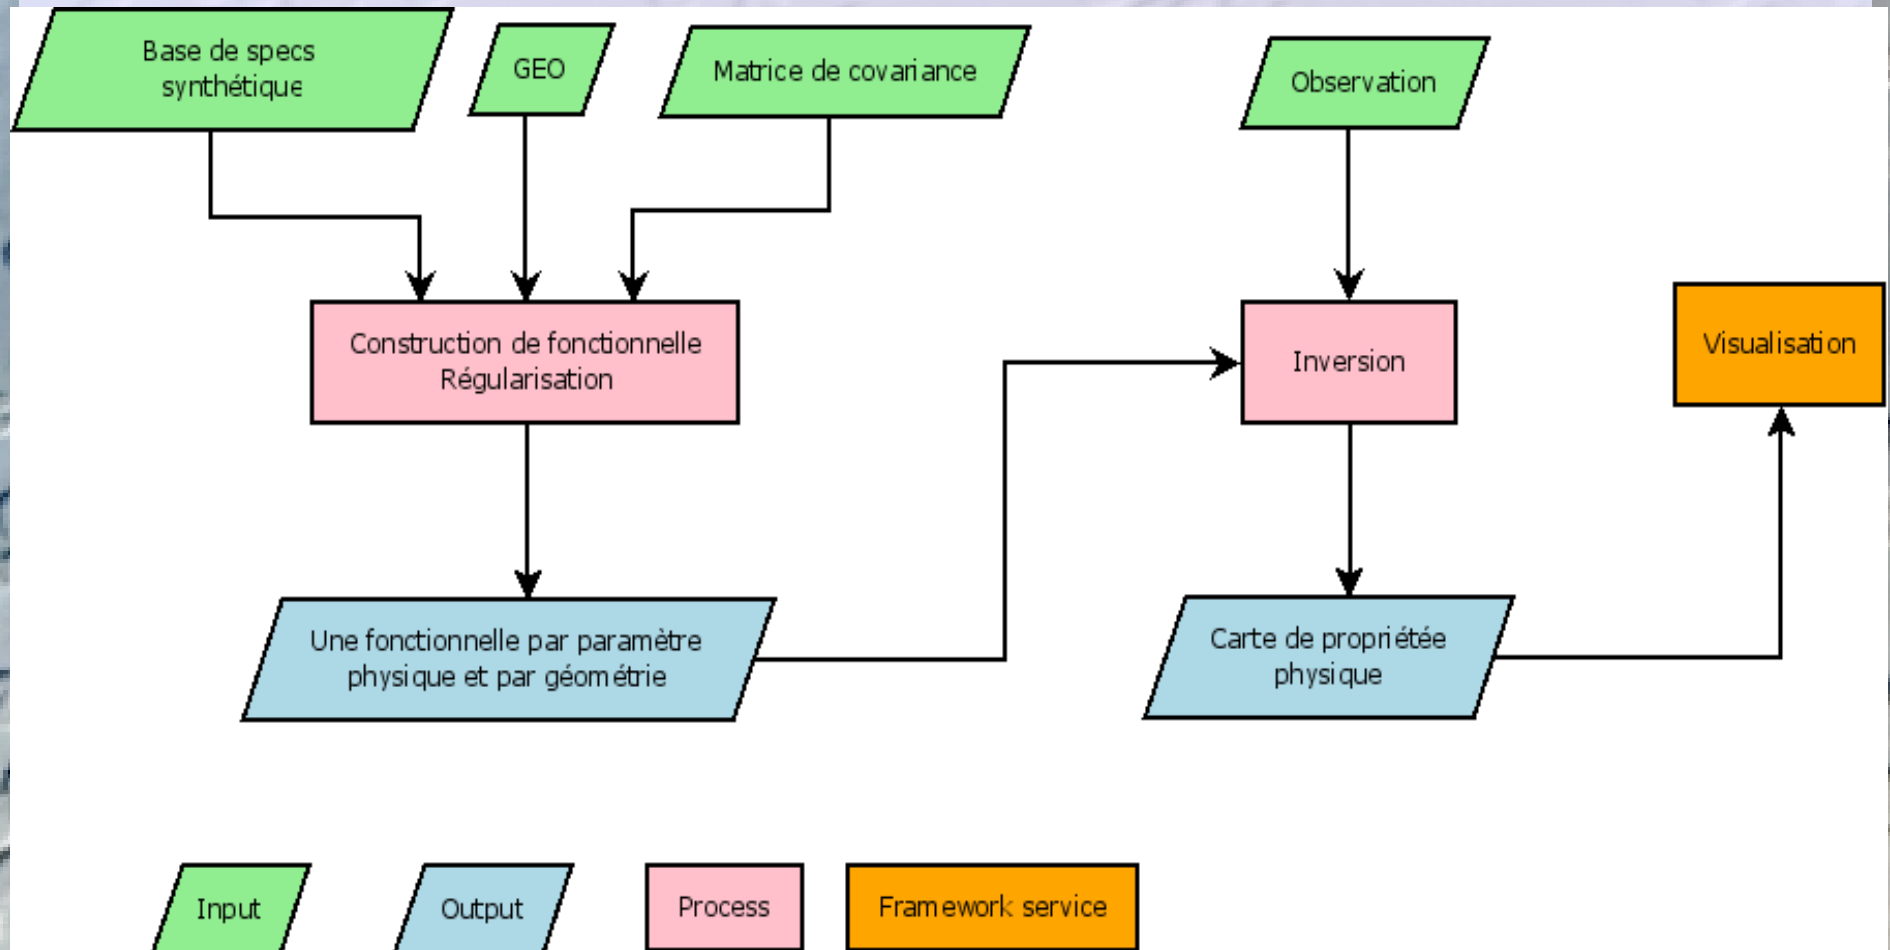 Base de specs
synthétique
GEO
Matrice de covariance
Observation
Construction de fonctionnelle
Régularisation
Inversion
Visualisation
Une fonctionnelle par paramètre
physique et par géométrie
Carte de propriétée
physique
Input
Output
Process
Framework service